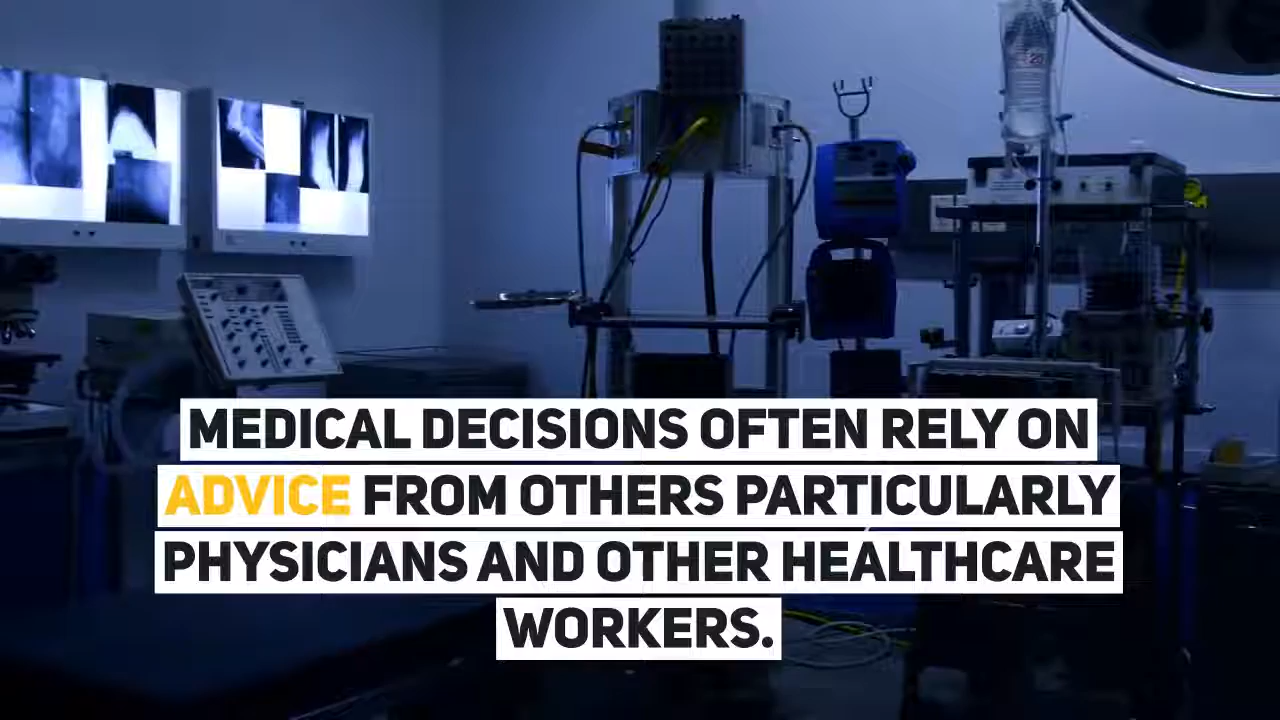 MEDICAL DECISIONS OFTEN RELY ON
ADVICE FROM OTHERS PARTICULARLY
PHYSICIANS AND OTHER HEALTHCARE
WORKERS.